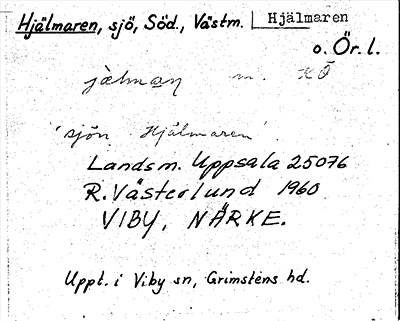 Hjälmaren, sjö, Söd., Västm. | Hjälmaren
o. Ör. l.
jälmaṇ m.
'sjön Hjälmaren'.
Landsm. Uppsala 25076
R. Västerlund 1960
VIBY, NÄRKE.
Uppt. i Viby sn, Grimstens hd.